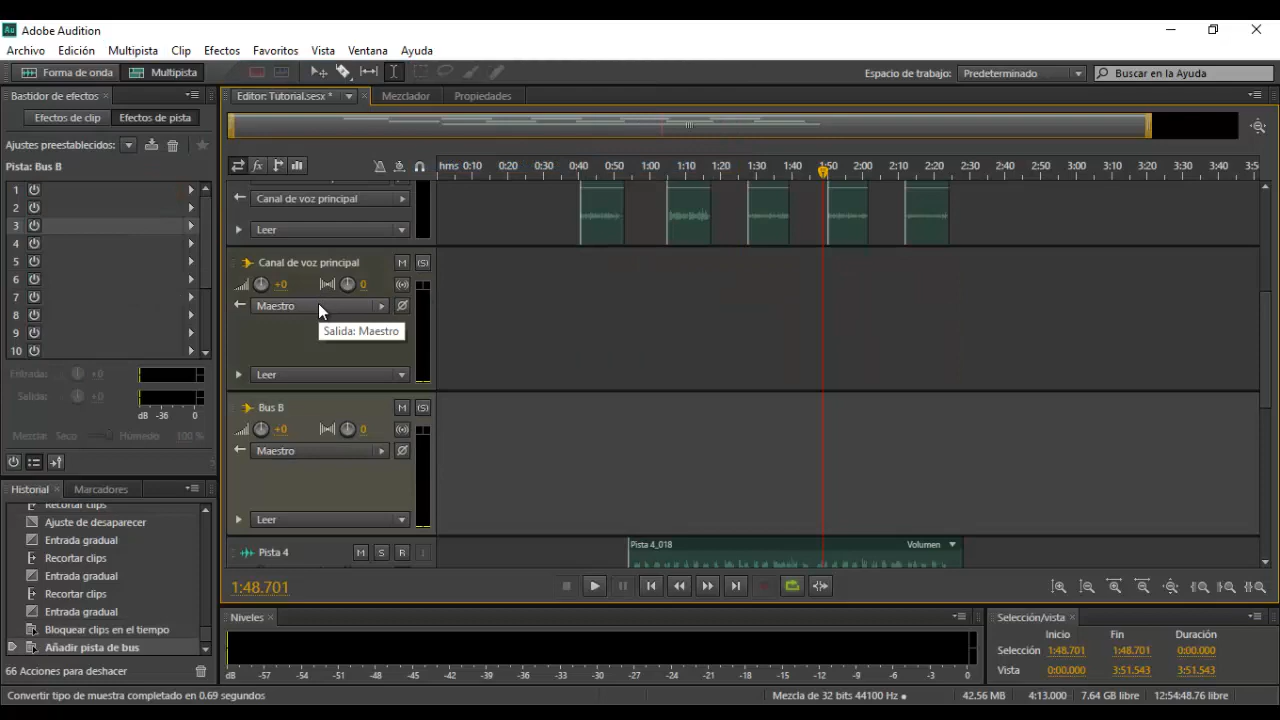 Adobe Audition
Archivo Edición Multipista Clip Efectos Favoritos Vista Ventana Ayuda
Forma de onda Multipista
Espacio de trabajo: Predeterminado Buscar en la Ayuda
Bastidor de efectos
Efectos de clip Efectos de pista
Ajustes preestablecidos:
Pista: Bus B
1
2
3
4
5
6
7
8
9
10
Entrada: +0
Salida: +0
dB -36 0
Mezcla: Seco Húmedo 100 %
Historial Marcadores
Recortar clips
Ajuste de desaparecer
Entrada gradual
Recortar clips
Entrada gradual
Recortar clips
Entrada gradual
Bloquear clips en el tiempo
Añadir pista de bus
66 Acciones para deshacer
Editor: Tutorial.sesx * Mezclador Propiedades
hms 0:10 0:20 0:30 0:40 0:50 1:00 1:10 1:20 1:30 1:40 1:50 2:00 2:10 2:20 2:30 2:40 2:50 3:00 3:10 3:20 3:30 3:40 3:5
Canal de voz principal
Leer
Canal de voz principal M (S)
+0 0
Maestro
Salida: Maestro
Leer
Bus B M (S)
+0 0
Maestro
Leer
Pista 4 M S R I
Pista 4_018 Volumen
1:48.701
Niveles
dB -57 -54 -51 -48 -45 -42 -39 -36 -33 -30 -27 -24 -21 -18 -15 -12 -9 -6 -3 0
Selección/vista
Inicio Fin Duración
Selección 1:48.701 1:48.701 0:00.000
Vista 0:00.000 3:51.543 3:51.543
Convertir tipo de muestra completado en 0.69 segundos
Mezcla de 32 bits 44100 Hz 42.56 MB 4:13.000 7.64 GB libre 12:54:48.76 libre